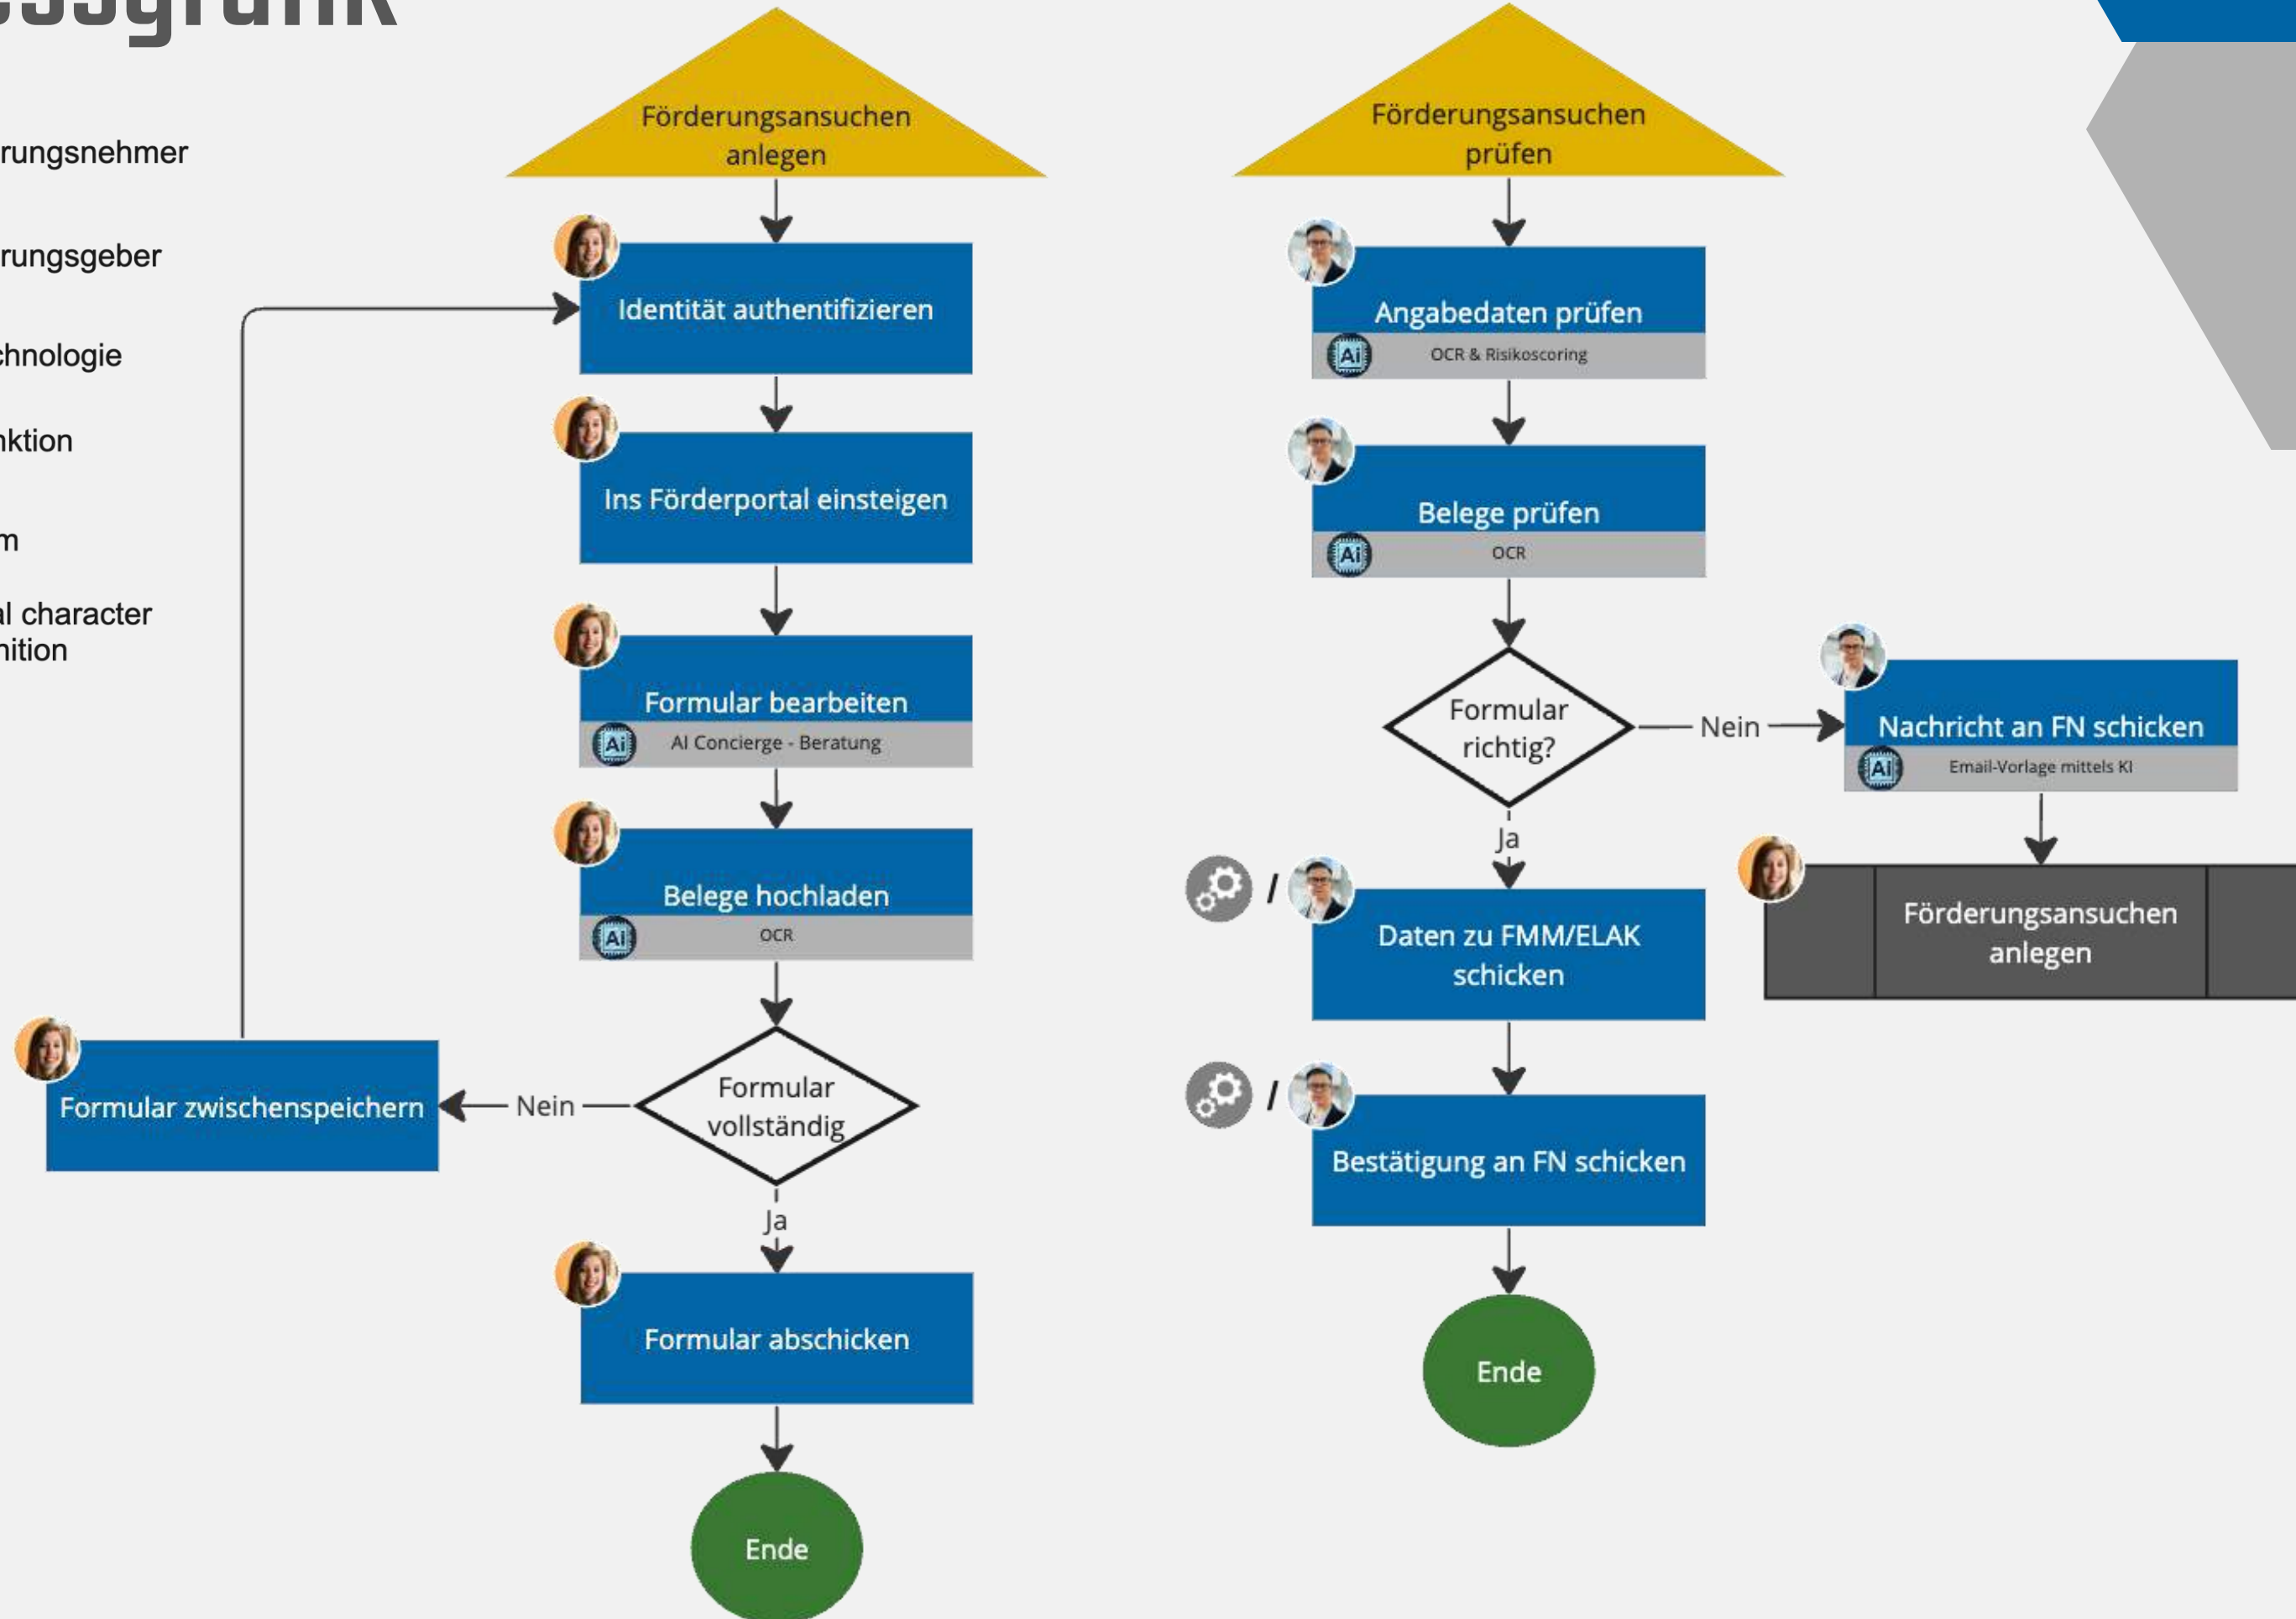 rungsnehmer
rungsgeber
chnologie
nktion
m
al character
nition
Förderungsansuchen
anlegen
Identität authentifizieren
Ins Förderportal einsteigen
Formular bearbeiten
Ai
AI Concierge - Beratung
Belege hochladen
Ai
OCR
Formular
vollständig
Nein
Formular zwischenspeichern
Ja
Formular abschicken
Ende
Förderungsansuchen
prüfen
Angabedaten prüfen
Ai
OCR & Risikoscoring
Belege prüfen
Ai
OCR
Formular
richtig?
Nein
Nachricht an FN schicken
Ai
Email-Vorlage mittels KI
Förderungsansuchen
anlegen
Ja
/
Daten zu FMM/ELAK
schicken
/
Bestätigung an FN schicken
Ende